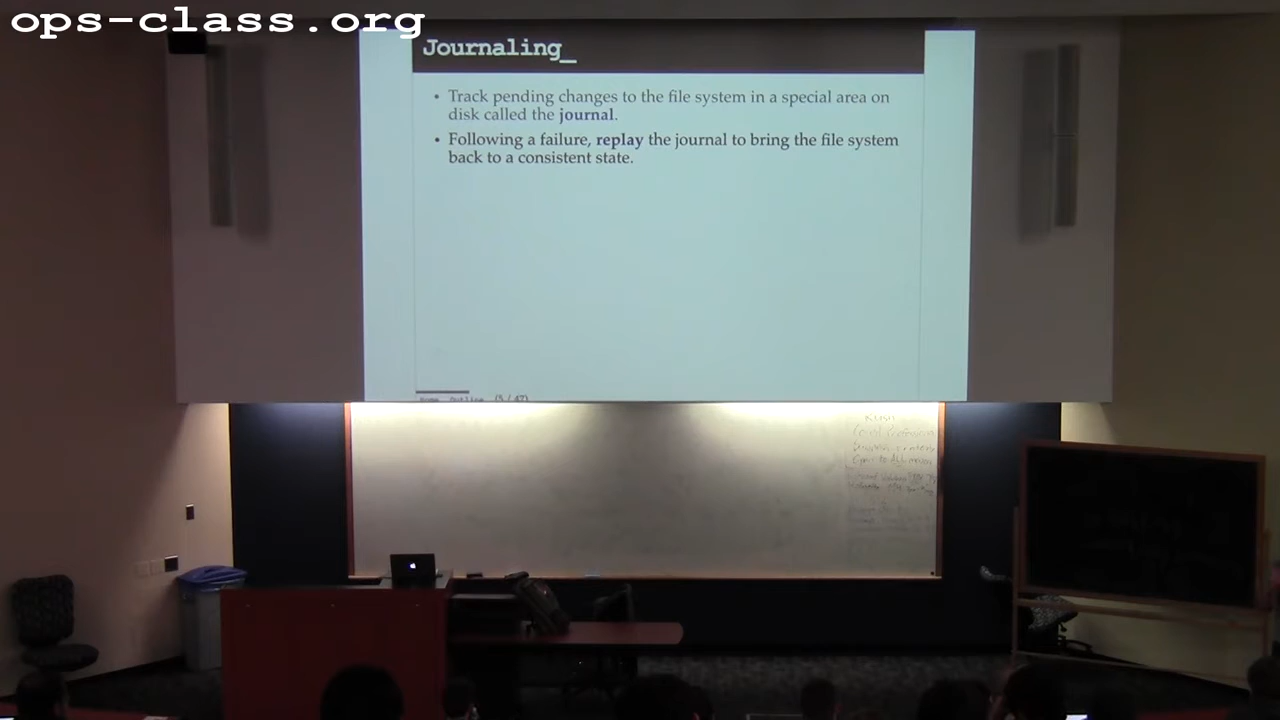 ops-class.org
Journaling_
• Track pending changes to the file system in a special area on
disk called the journal.
• Following a failure, replay the journal to bring the file system
back to a consistent state.